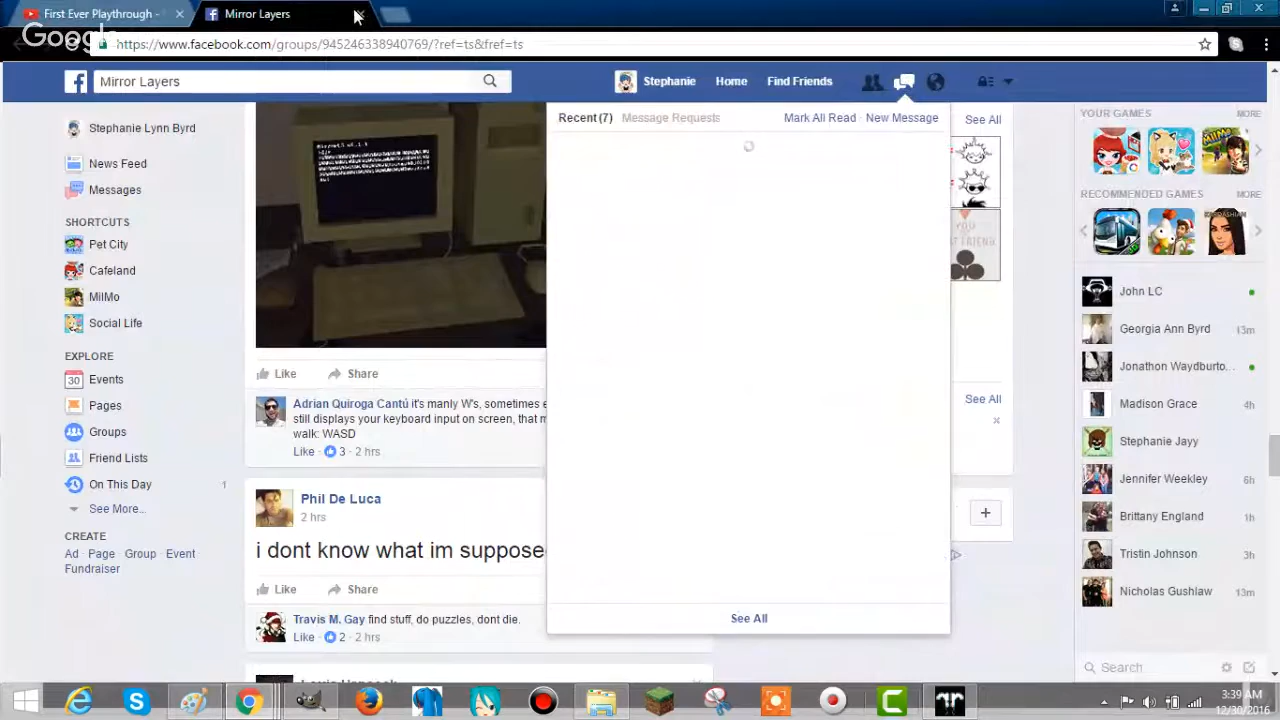 First Ever Playthrough -
Mirror Layers
Google
https://www.facebook.com/groups/945246338940769/?ref=ts&fref=ts
Mirror Layers
Stephanie
Home
Find Friends
Stephanie Lynn Byrd
News Feed
Messages
SHORTCUTS
Pet City
Cafeland
MilMo
Social Life
EXPLORE
30 Events
Pages
Groups
Friend Lists
On This Day 1
See More...
CREATE
Ad · Page · Group · Event
Fundraiser
Like Share
Adrian Quiroga Cantú it's manly W's, sometimes
still displays your keyboard input on screen, that
walk: WASD
Like · 3 · 2 hrs
Phil De Luca
2 hrs
i dont know what im suppose
Like Share
Travis M. Gay find stuff, do puzzles, dont die.
Like · 2 · 2 hrs
Recent (7) Message Requests Mark All Read · New Message
See All
See All
See All
YOUR GAMES MORE
RECOMMENDED GAMES MORE
John LC
Georgia Ann Byrd 13m
Jonathon Waydburto...
Madison Grace 4h
Stephanie Jayy
Jennifer Weekley 6h
Brittany England 1h
Tristin Johnson 3h
Nicholas Gushlaw 13m
Search
3:39 AM
12/30/2016